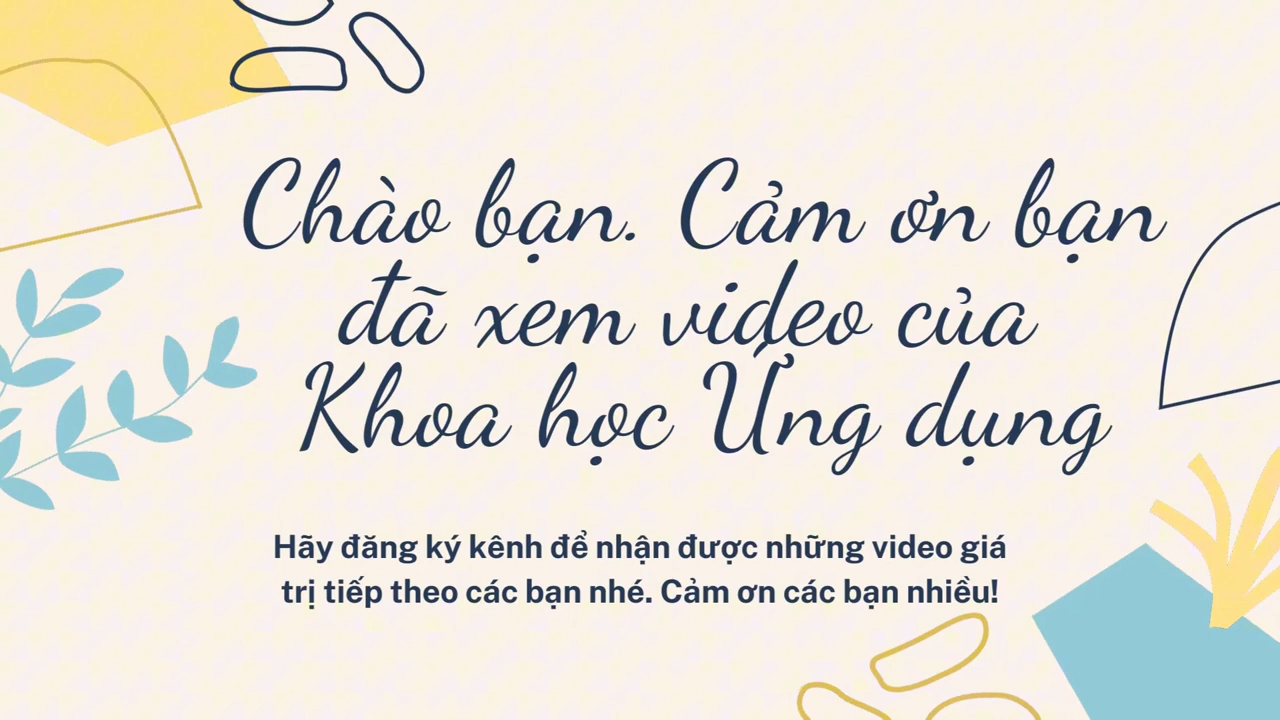 Chào bạn. Cảm ơn bạn
đã xem video của
Khoa học Ứng dụng
Hãy đăng ký kênh để nhận được những video giá
trị tiếp theo các bạn nhé. Cảm ơn các bạn nhiều!